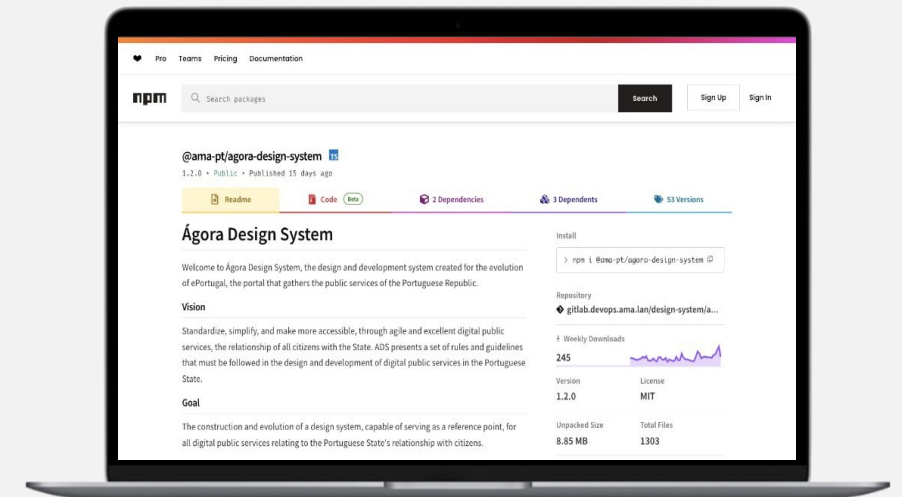 Pro Teams Pricing Documentation
npm Search packages Search Sign Up Sign In
@ama-pt/agora-design-system TS
1.2.0 • Public • Published 15 days ago
Readme Code Beta 2 Dependencies 3 Dependents 53 Versions
Ágora Design System
Welcome to Ágora Design System, the design and development system created for the evolution
of ePortugal, the portal that gathers the public services of the Portuguese Republic.
Vision
Standardize, simplify, and make more accessible, through agile and excellent digital public
services, the relationship of all citizens with the State. ADS presents a set of rules and guidelines
that must be followed in the design and development of digital public services in the Portuguese
State.
Goal
The construction and evolution of a design system, capable of serving as a reference point, for
all digital public services relating to the Portuguese State's relationship with citizens.
Install
> npm i @ama-pt/agora-design-system
Repository
gitlab.devops.ama.lan/design-system/a...
Weekly Downloads
245
Version License
1.2.0 MIT
Unpacked Size Total Files
8.85 MB 1303